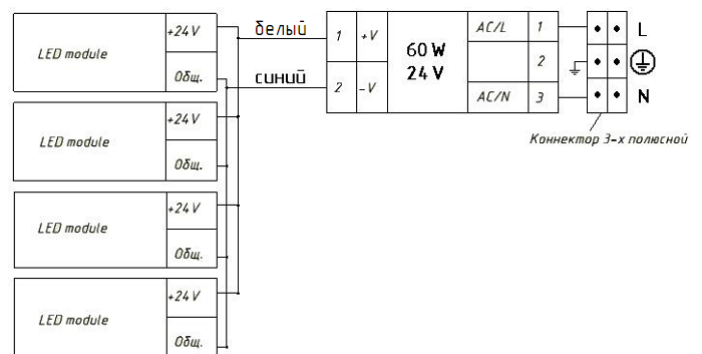 LED module
+24V
Общ.
белый
синий
1
+V
2
-V
60 W
24 V
AC/L
1
2
AC/N
3
L
N
Коннектор 3-х полюсной
LED module
+24V
Общ.
LED module
+24V
Общ.
LED module
+24V
Общ.